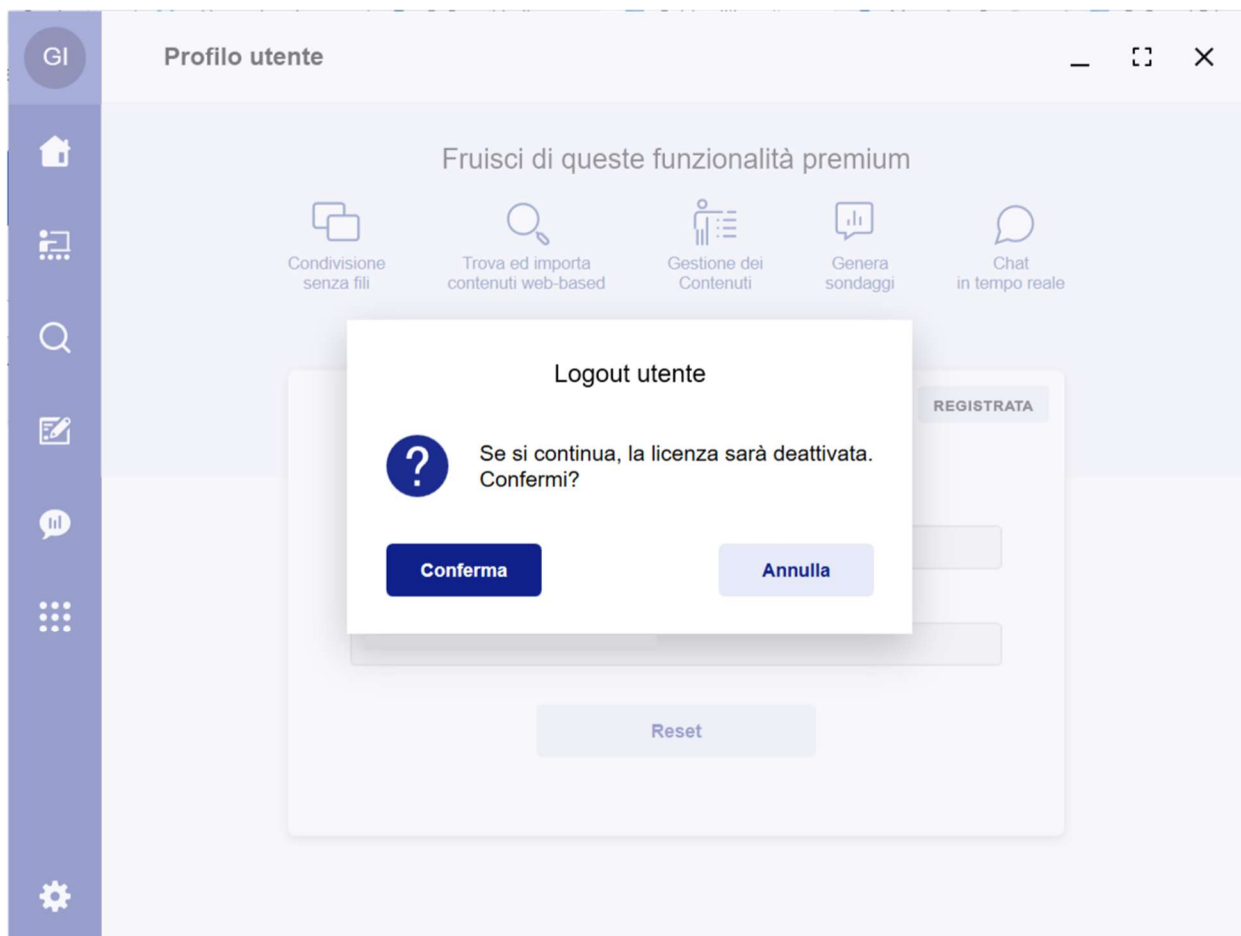 GI
Profilo utente
Fruisci di queste funzionalità premium
Condivisione
senza fili
Trova ed importa
contenuti web-based
Gestione dei
Contenuti
Genera
sondaggi
Chat
in tempo reale
REGISTRATA
Logout utente
Se si continua, la licenza sarà deattivata.
Confermi?
Conferma
Annulla
Reset